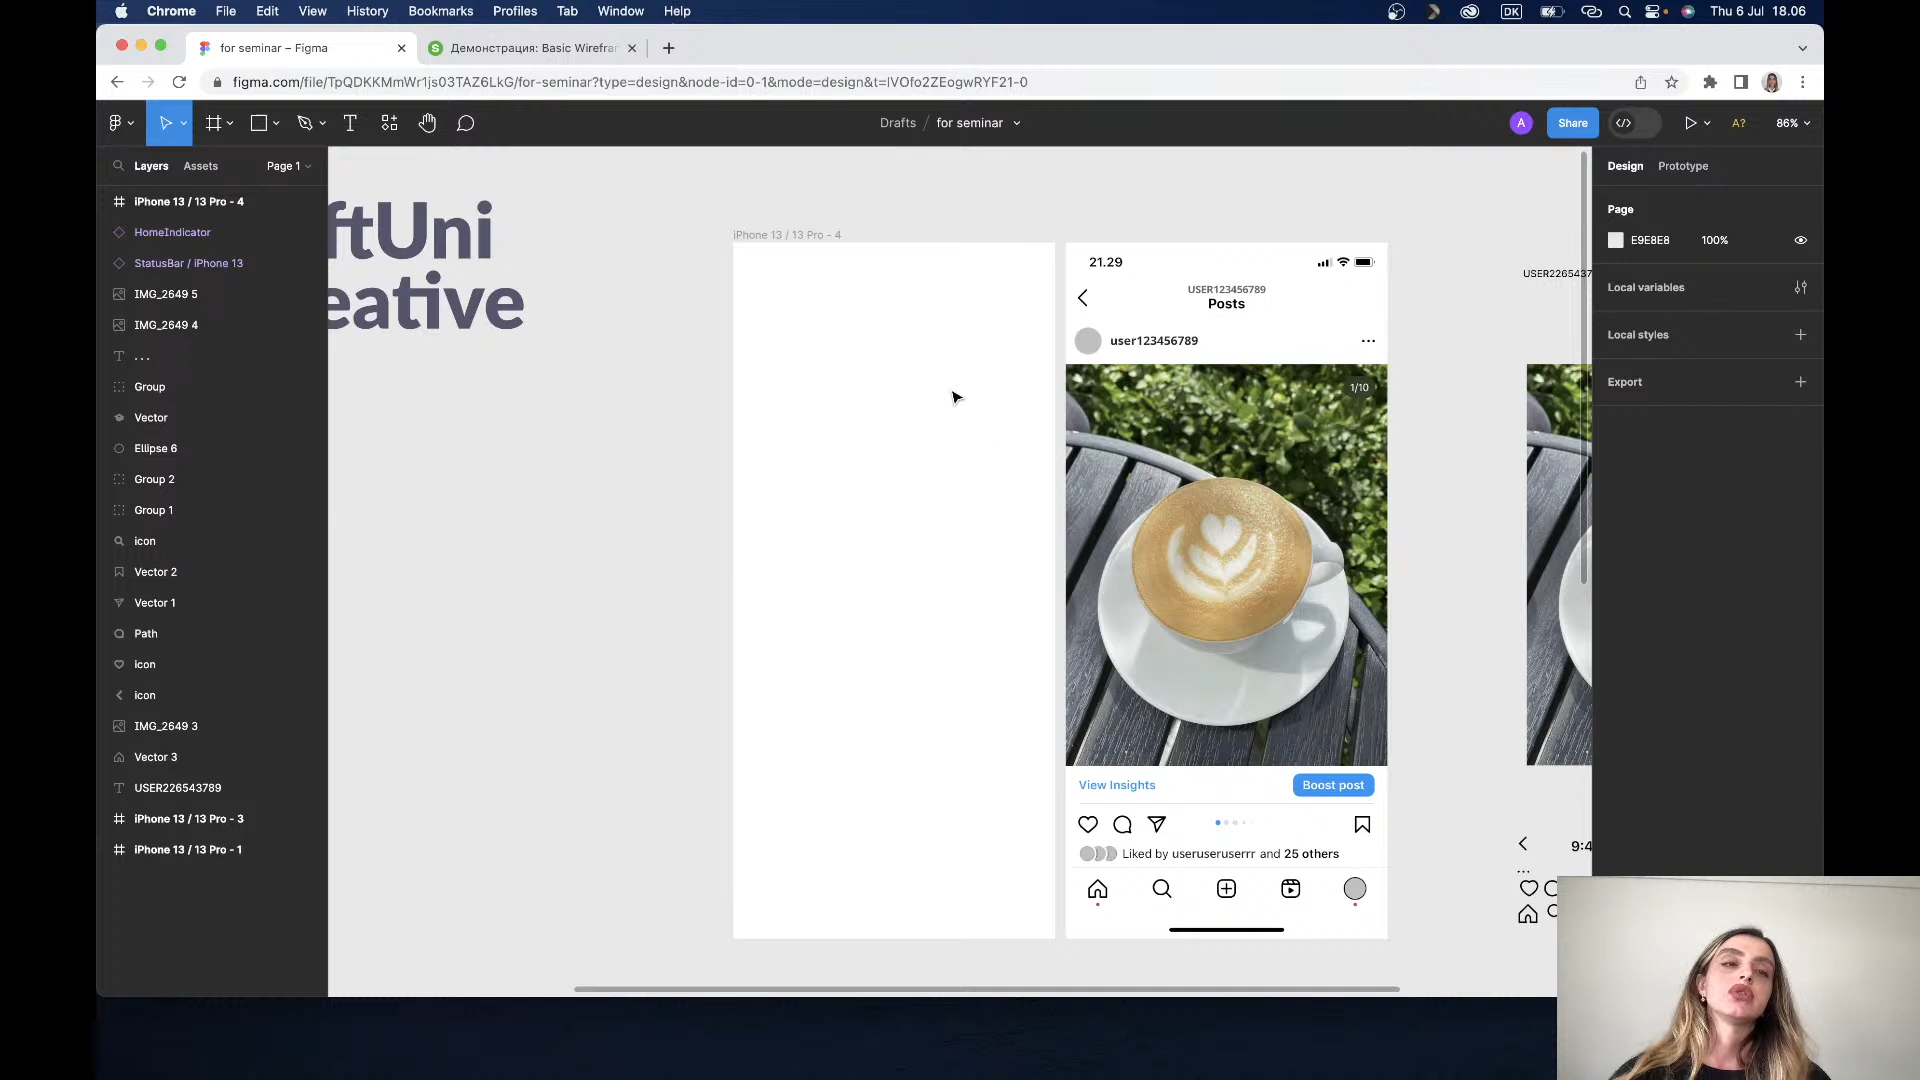 Chrome File Edit View History Bookmarks Profiles Tab Window Help DK Thu 6 Jul 18.06
for seminar – Figma
Демонстрация: Basic Wirefra
figma.com/file/TpQDKKMmWr1js03TAZ6LkG/for-seminar?type=design&node-id=0-1&mode=design&t=lVOfo2ZEogwRYF21-0
Drafts / for seminar
A Share A? 86%
Layers Assets Page 1
iPhone 13 / 13 Pro - 4
HomeIndicator
StatusBar / iPhone 13
IMG_2649 5
IMG_2649 4
...
Group
Vector
Ellipse 6
Group 2
Group 1
icon
Vector 2
Vector 1
Path
icon
icon
IMG_2649 3
Vector 3
USER226543789
iPhone 13 / 13 Pro - 3
iPhone 13 / 13 Pro - 1
ftUni
eative
iPhone 13 / 13 Pro - 4
21.29
USER123456789
Posts
user123456789
1/10
View Insights Boost post
Liked by useruseruserrr and 25 others
USER2265437
9:4
Design Prototype
Page
E9E8E8 100%
Local variables
Local styles
Export